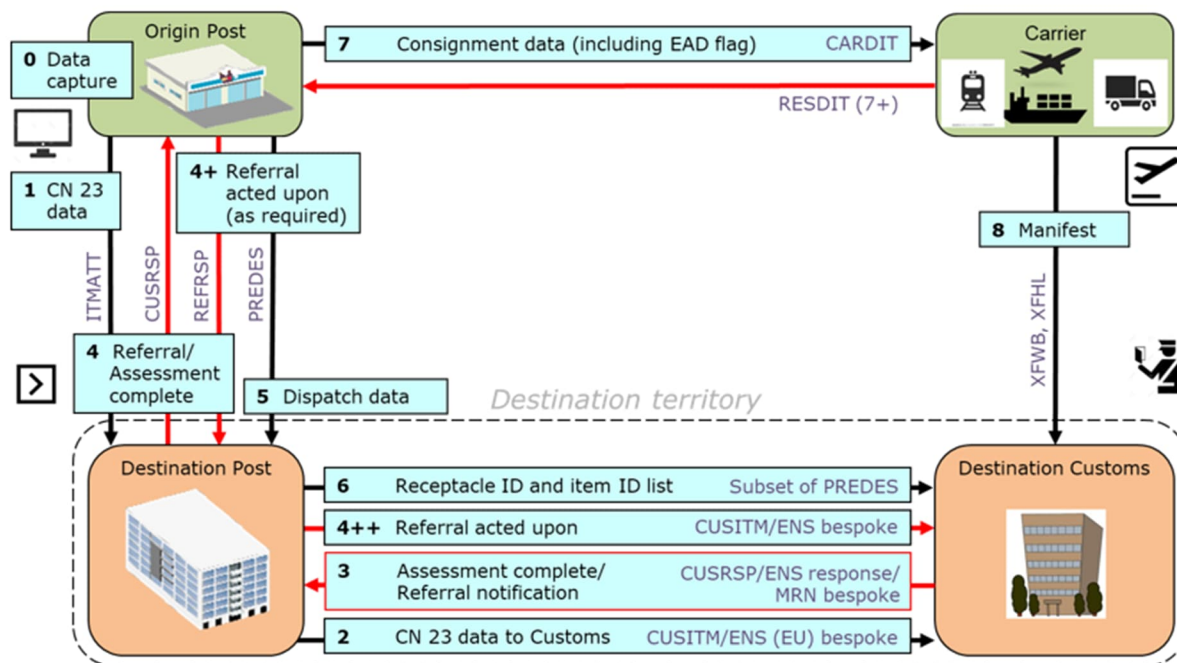 Origin Post
0 Data
capture
7 Consignment data (including EAD flag) CARDIT
Carrier
RESDIT (7+)
1 CN 23
data
4+ Referral
acted upon
(as required)
8 Manifest
ITMATT
CUSRSP
REFRSP
PREDES
XFWB, XFHL
4 Referral/
Assessment
complete
5 Dispatch data
Destination territory
Destination Post
6 Receptacle ID and item ID list Subset of PREDES
Destination Customs
4++ Referral acted upon CUSITM/ENS bespoke
3 Assessment complete/ CUSRSP/ENS response/
Referral notification MRN bespoke
2 CN 23 data to Customs CUSITM/ENS (EU) bespoke